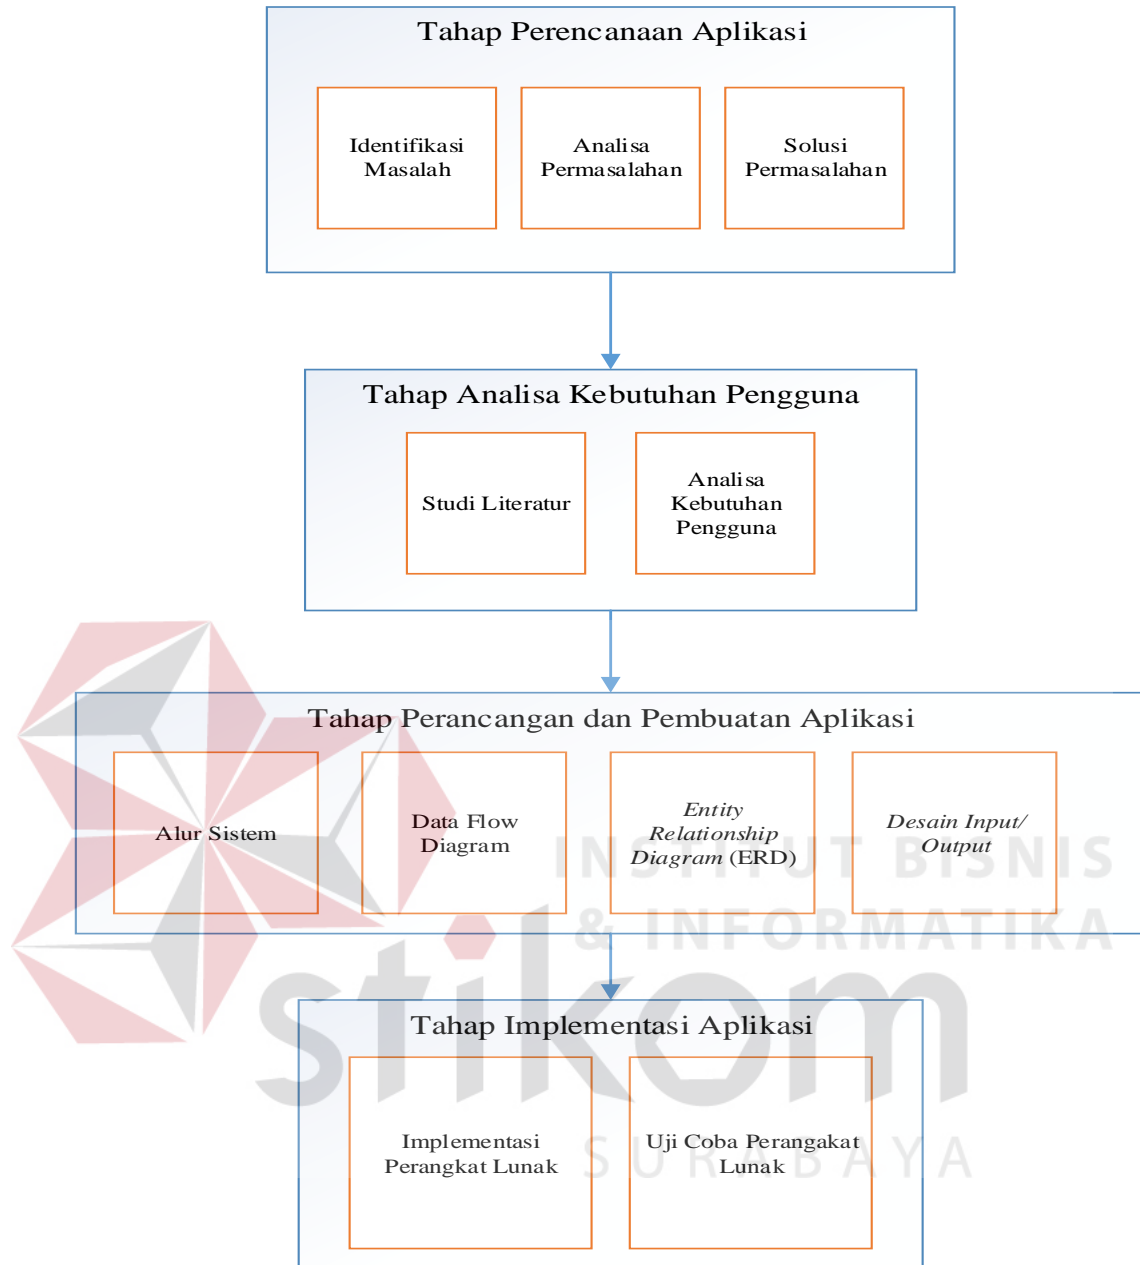 Tahap Perencanaan Aplikasi
Identifikasi
Masalah
Analisa
Permasalahan
Solusi
Permasalahan
Tahap Analisa Kebutuhan Pengguna
Studi Literatur
Analisa
Kebutuhan
Pengguna
Tahap Perancangan dan Pembuatan Aplikasi
Alur Sistem
Data Flow
Diagram
Entity
Relationship
Diagram (ERD)
Desain Input/
Output
INSTITUT BISNIS
& INFORMATIKA
stikom
SURABAYA
Tahap Implementasi Aplikasi
Implementasi
Perangkat Lunak
Uji Coba Perangakat
Lunak